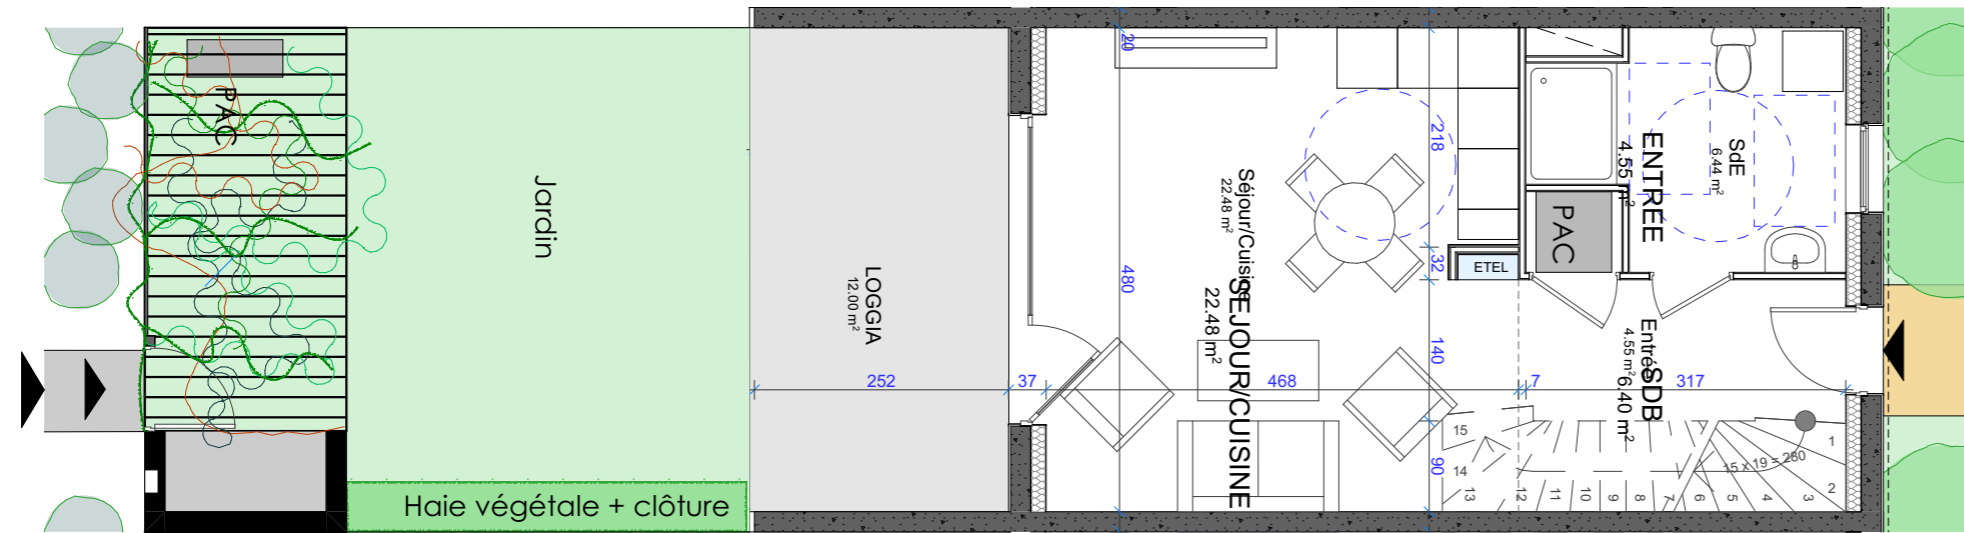 PAC
Jardin
Haie végétale + clôture
LOGGIA
12.00 m²
252
37
20
480
468
Séjour/Cuisine
22.48 m²
SEJOUR/CUISINE
22.48 m²
218
32
140
90
ETEL
7
317
PAC
ENTREE
4.55 m²
SdE
6.44 m²
8
Entrée
4.55 m²
SDB
6.40 m²
15 x 19 = 280
1
2
3
4
5
6
7
8
9
10
11
12
13
14
15